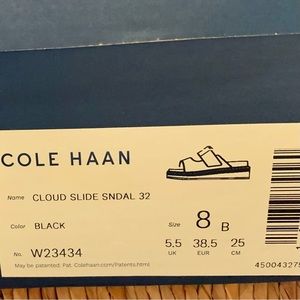 COLE HAAN
Name CLOUD SLIDE SNDAL 32
Color BLACK
Size 8 B
No. W23434
5.5 38.5 25
UK EUR CM
May be patented. Pat. Colehaan.com/Patents.html